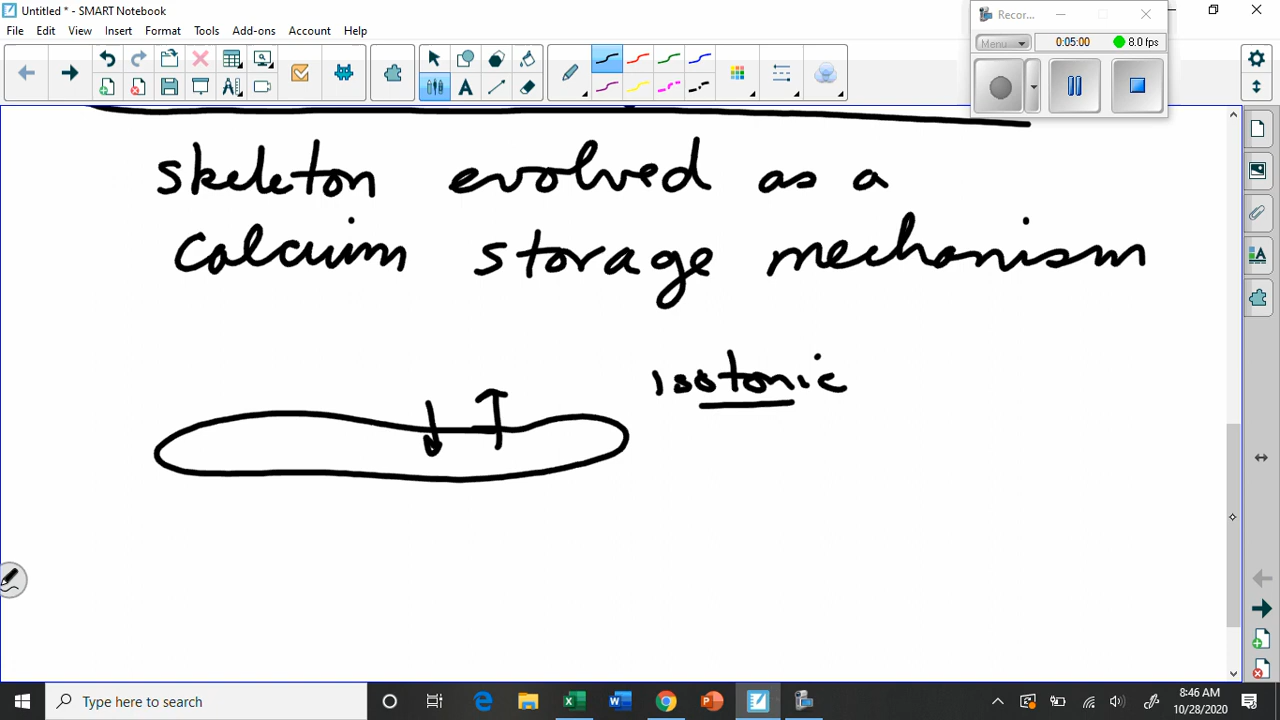 Untitled * - SMART Notebook
Recor...
File Edit View Insert Format Tools Add-ons Account Help
Menu
0:05:00
8.0 fps
skeleton evolved as a
calcium storage mechanism
isotonic
Type here to search
8:46 AM
10/28/2020